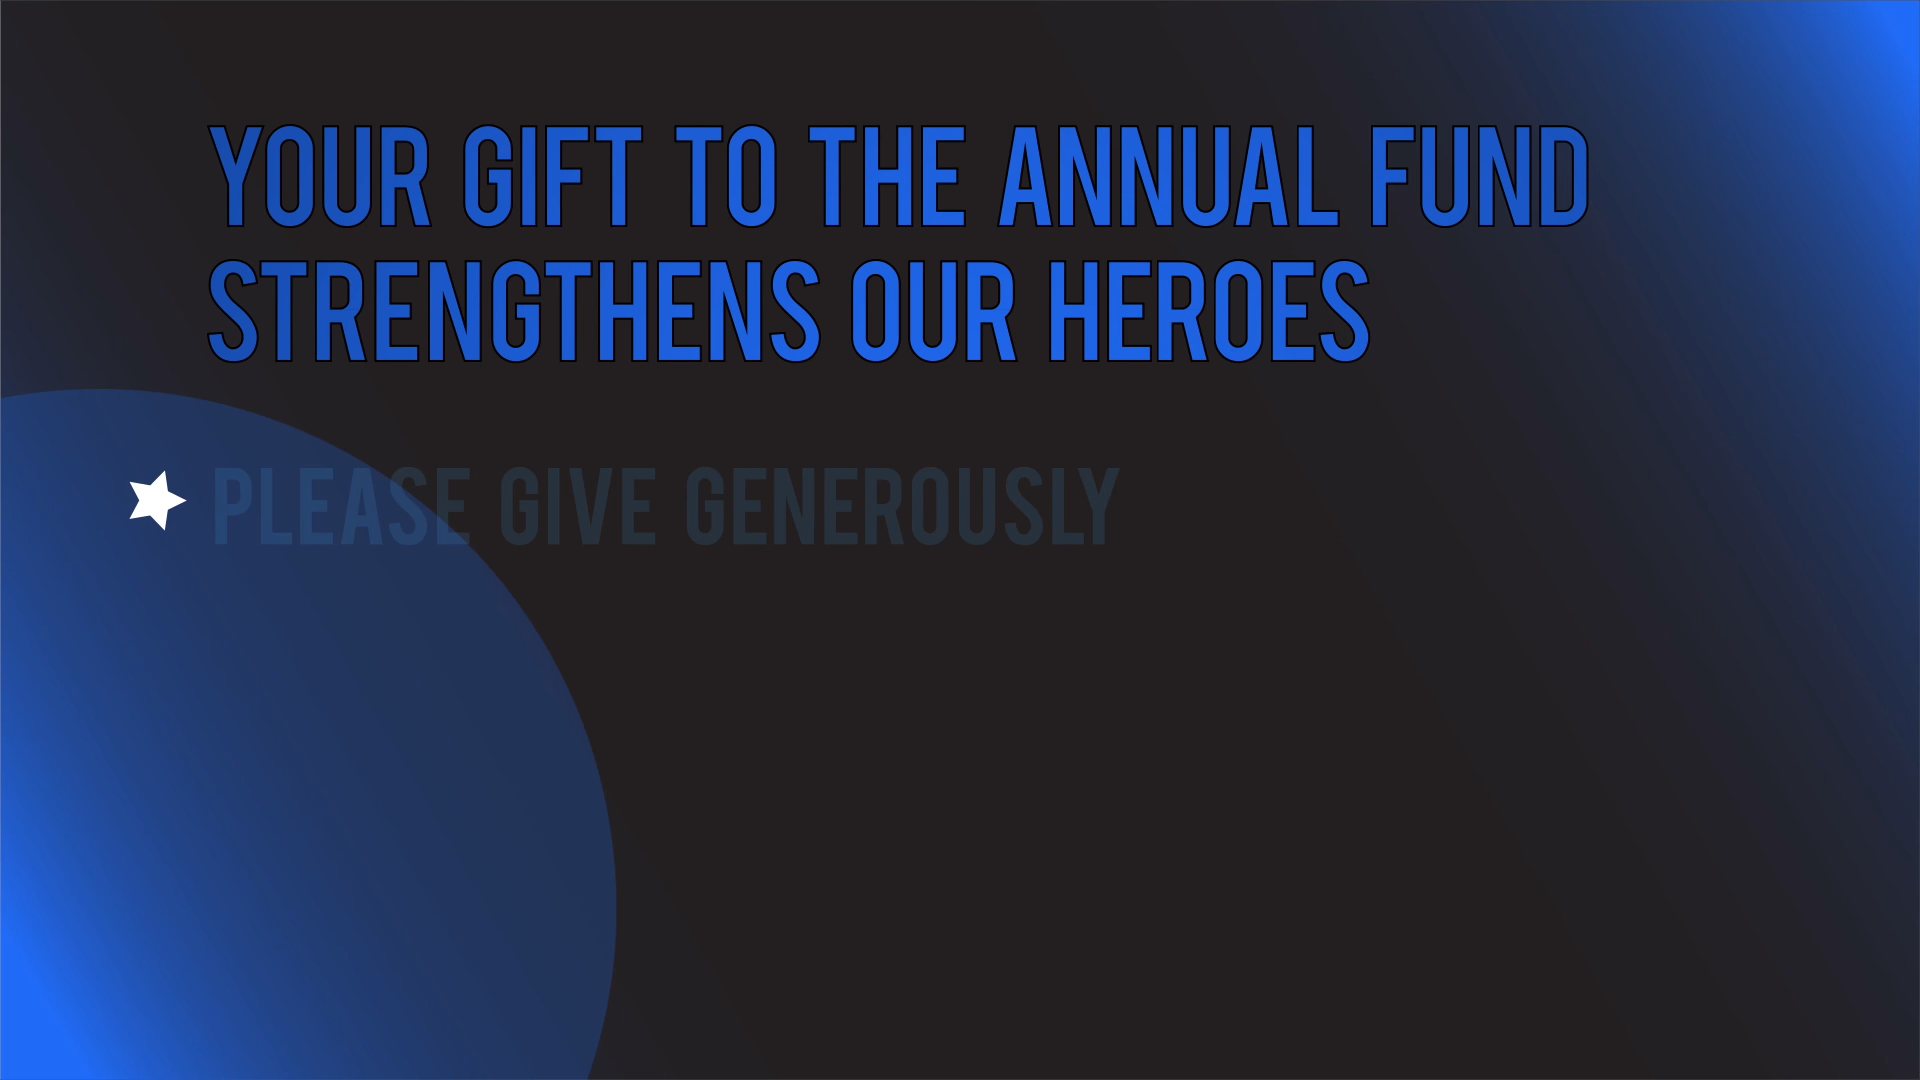 YOUR GIFT TO THE ANNUAL FUND
STRENGTHENS OUR HEROES
PLEASE GIVE GENEROUSLY